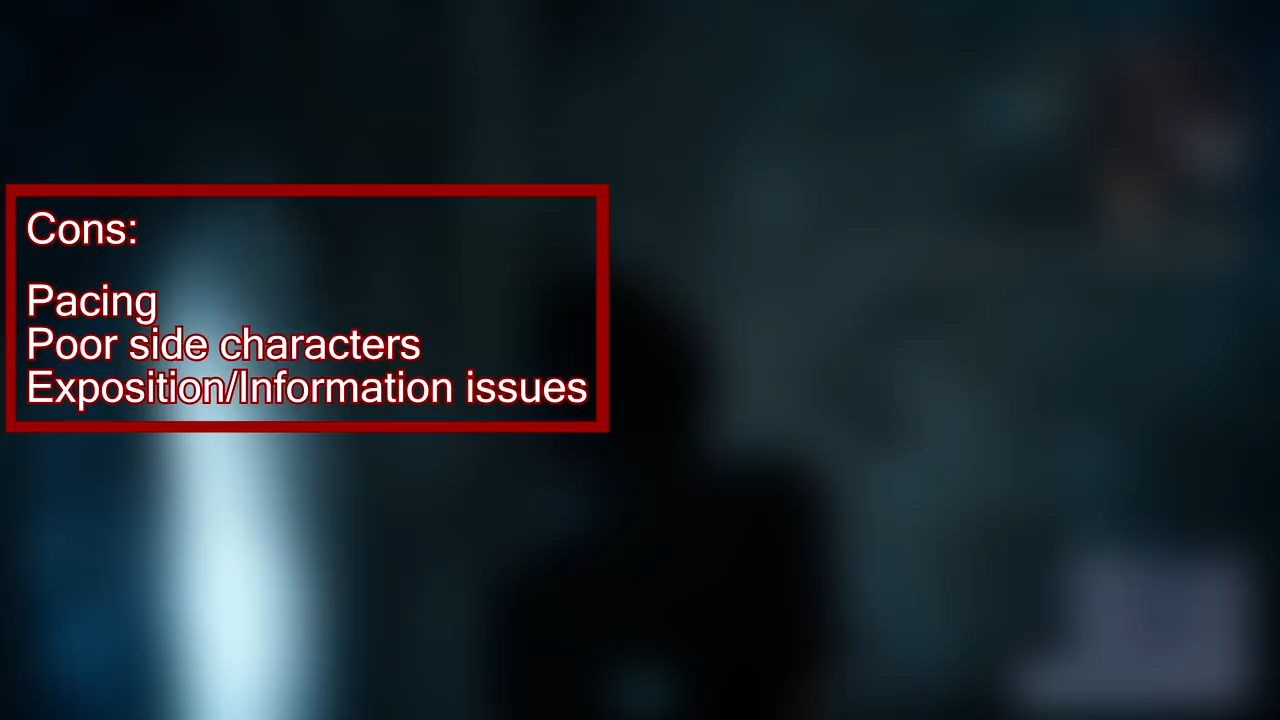 Cons:
Pacing
Poor side characters
Exposition/Information issues